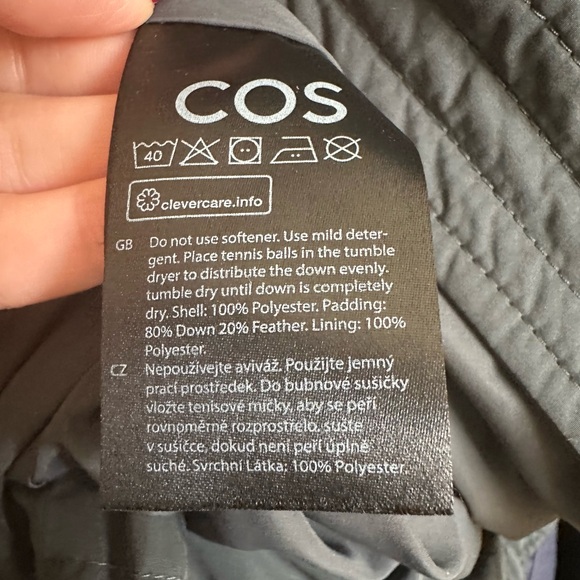 COS
40
clevercare.info
GB Do not use softener. Use mild deter-
gent. Place tennis balls in the tumble
dryer to distribute the down evenly.
tumble dry until down is completely
dry. Shell: 100% Polyester. Padding:
80% Down 20% Feather. Lining: 100%
Polyester.
CZ Nepoužívejte aviváž. Použijte jemný
prací prostředek. Do bubnové sušičky
vložte tenisové míčky, aby se peří
rovnoměrně rozprostřelo, sušte
v sušičce, dokud není peří úplně
suché. Svrchní Látka: 100% Polyester.